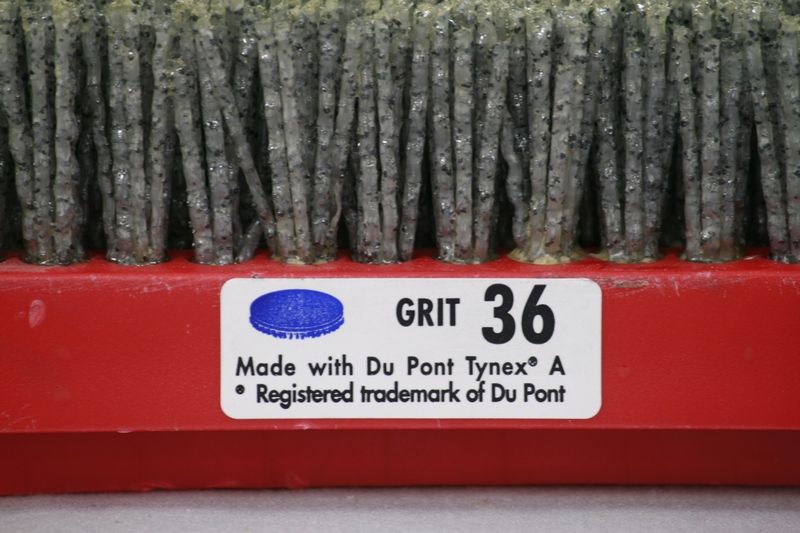 GRIT 36
Made with Du Pont Tynex® A
® Registered trademark of Du Pont